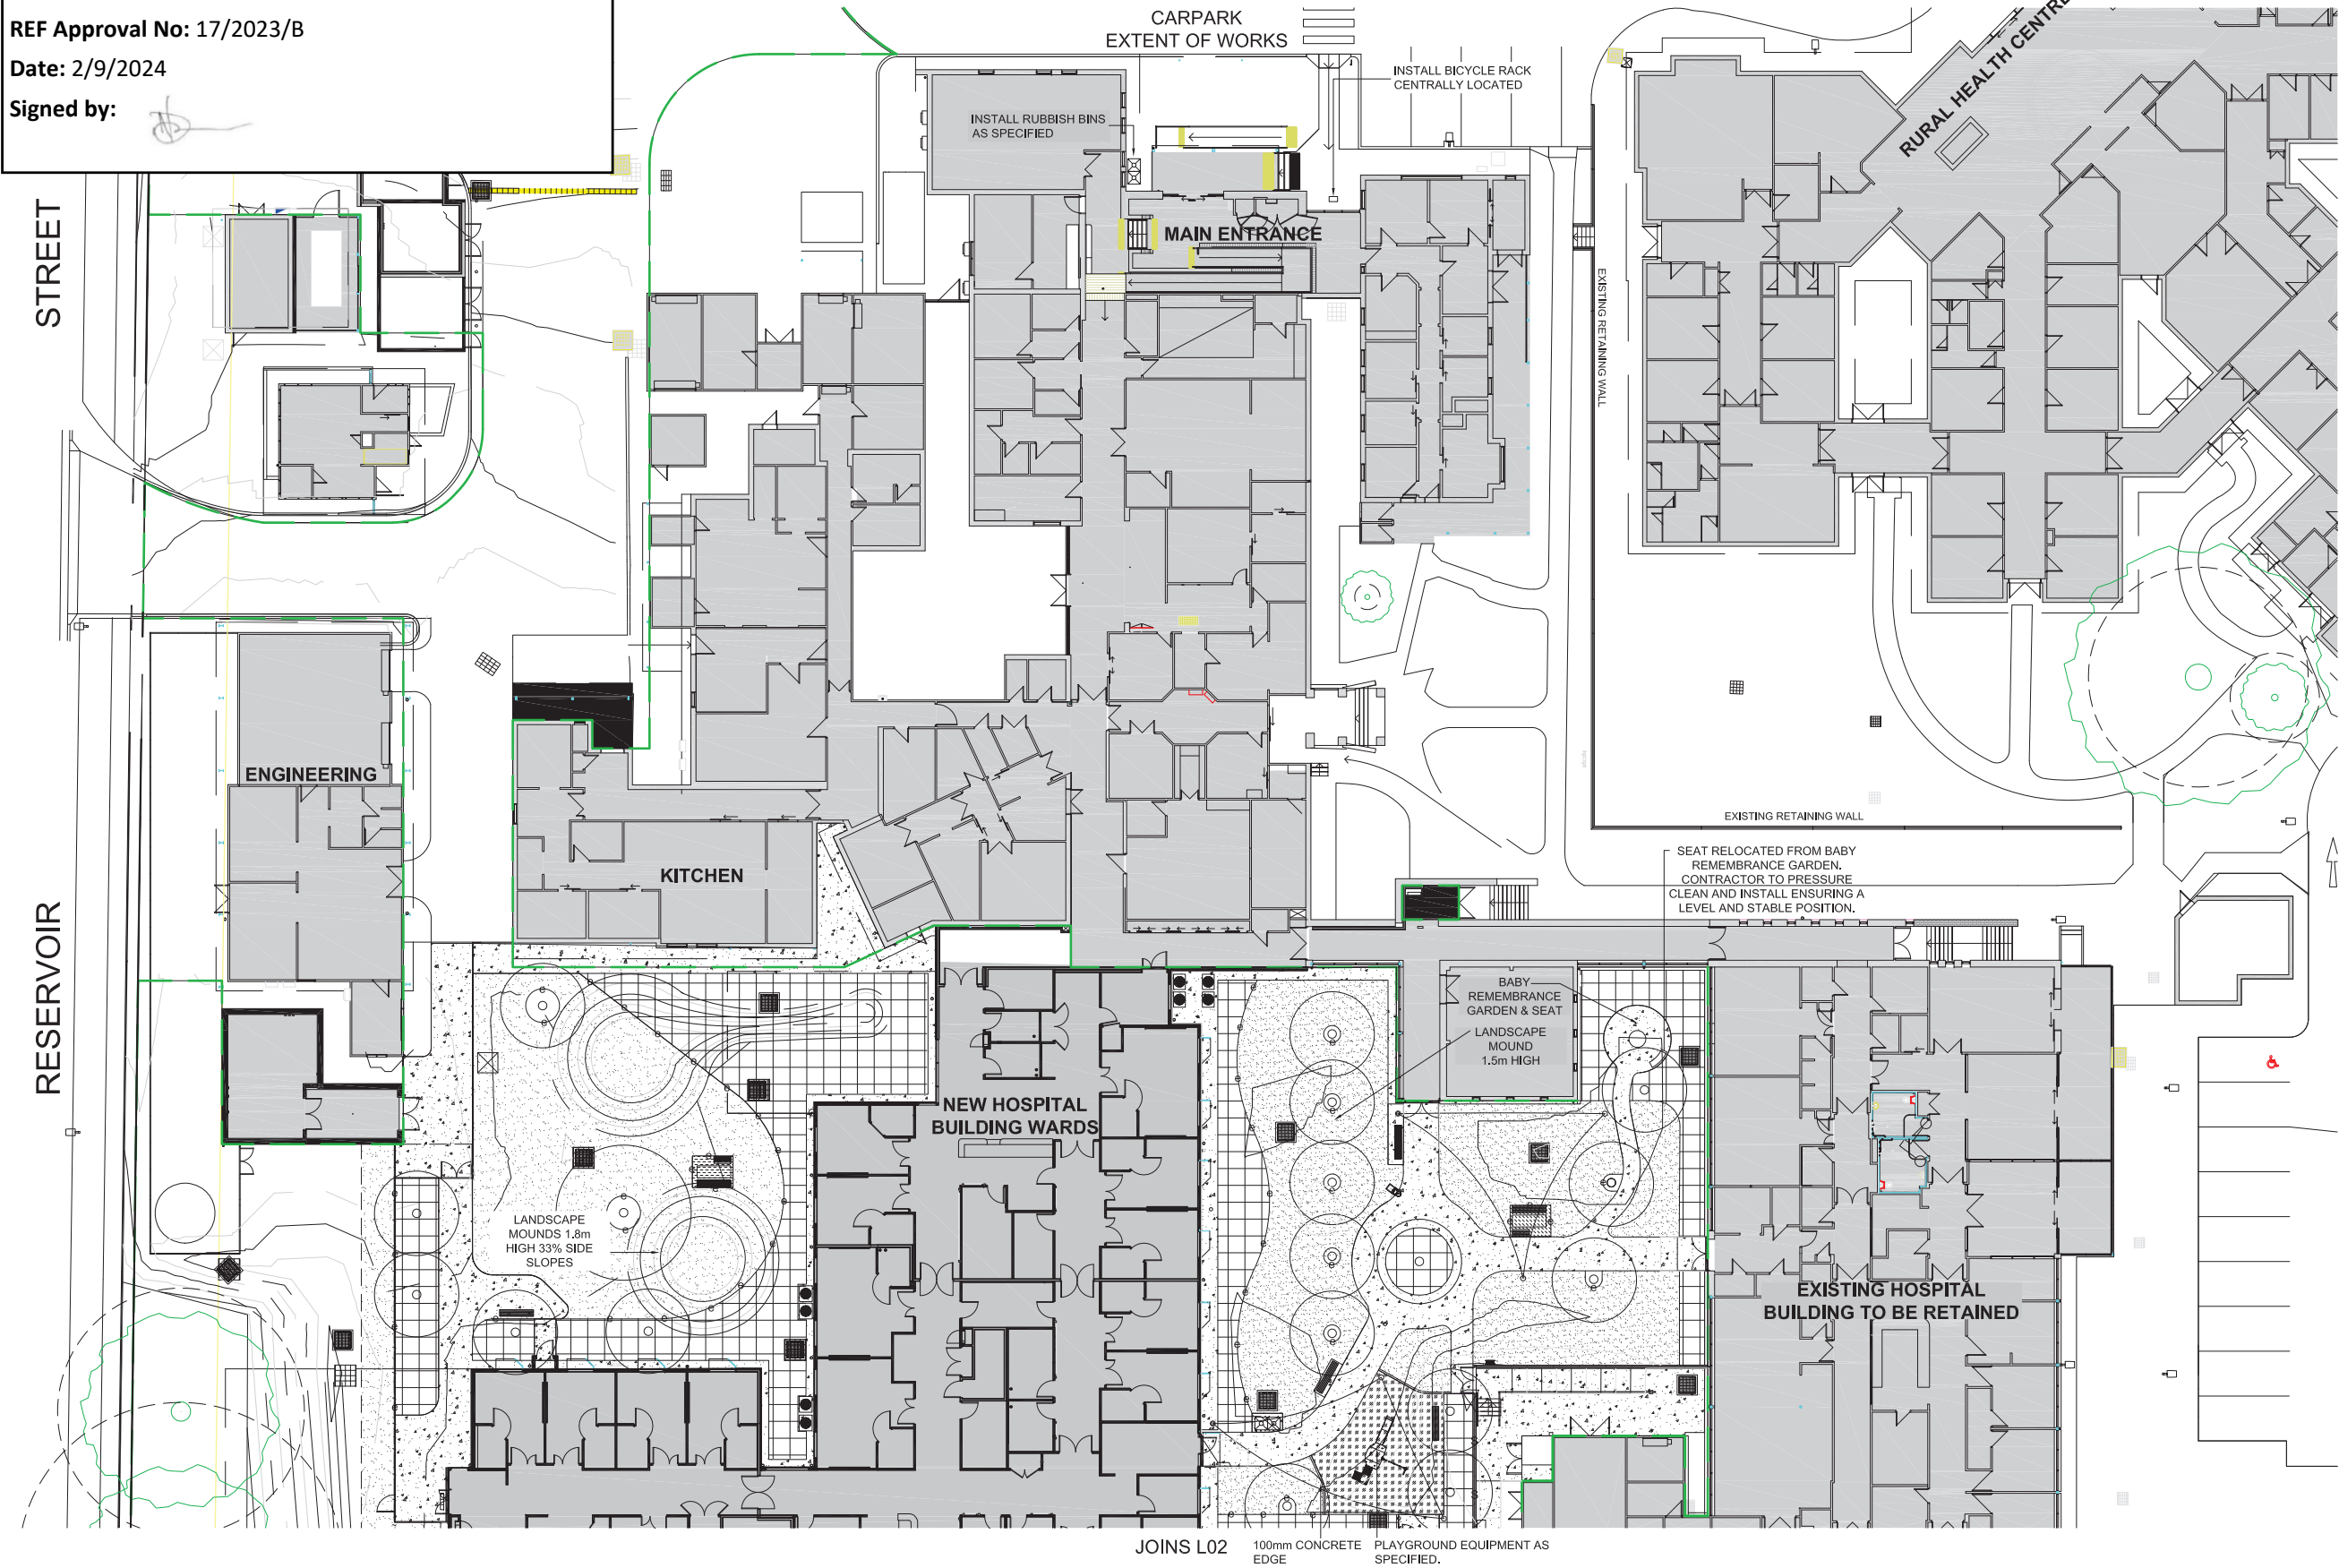 REF Approval No: 17/2023/B
Date: 2/9/2024
Signed by:
CARPARK
EXTENT OF WORKS
INSTALL BICYCLE RACK
CENTRALLY LOCATED
INSTALL RUBBISH BINS
AS SPECIFIED
RURAL HEALTH CENTRE
STREET
MAIN ENTRANCE
EXISTING RETAINING WALL
ENGINEERING
KITCHEN
EXISTING RETAINING WALL
SEAT RELOCATED FROM BABY
REMEMBRANCE GARDEN.
CONTRACTOR TO PRESSURE
CLEAN AND INSTALL ENSURING A
LEVEL AND STABLE POSITION.
RESERVOIR
BABY
REMEMBRANCE
GARDEN & SEAT
LANDSCAPE
MOUND
1.5m HIGH
NEW HOSPITAL
BUILDING WARDS
LANDSCAPE
MOUNDS 1.8m
HIGH 33% SIDE
SLOPES
EXISTING HOSPITAL
BUILDING TO BE RETAINED
JOINS L02
100mm CONCRETE
EDGE
PLAYGROUND EQUIPMENT AS
SPECIFIED.